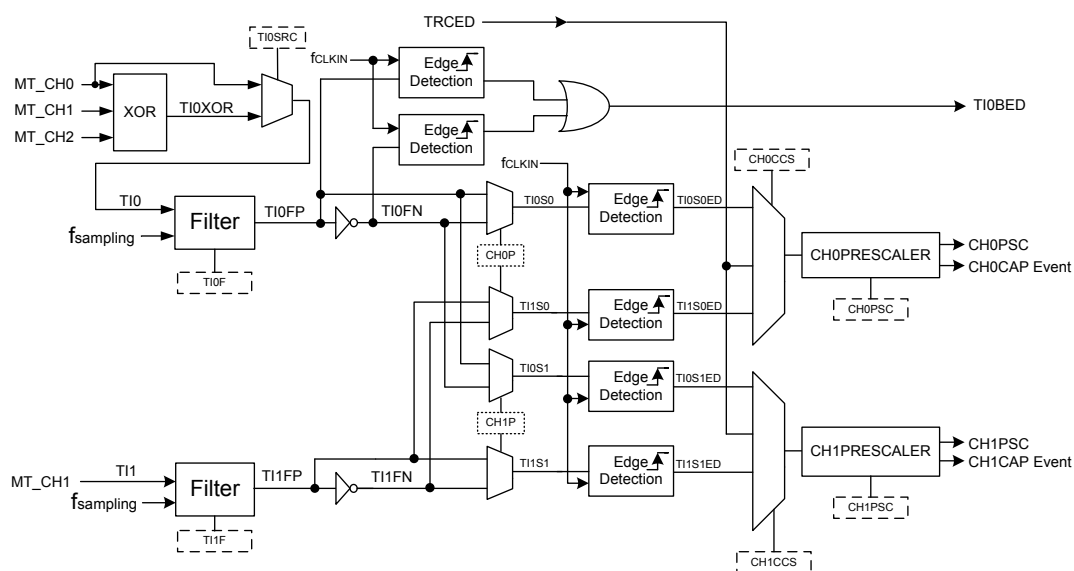 TRCED
TI0SRC
fCLKIN
Edge
Detection
MT_CH0
MT_CH1
MT_CH2
XOR
TI0XOR
TI0BED
Edge
Detection
fCLKIN
CH0CCS
TI0
Filter
fsampling
TI0FP
TI0FN
TI0S0
Edge
Detection
TI0S0ED
CH0P
TI0F
CH0PRESCALER
CH0PSC
CH0CAP Event
CH0PSC
TI1S0
Edge
Detection
TI1S0ED
TI0S1
Edge
Detection
TI0S1ED
CH1P
MT_CH1
TI1
Filter
fsampling
TI1FP
TI1FN
TI1S1
Edge
Detection
TI1S1ED
TI1F
CH1PRESCALER
CH1PSC
CH1CAP Event
CH1PSC
CH1CCS